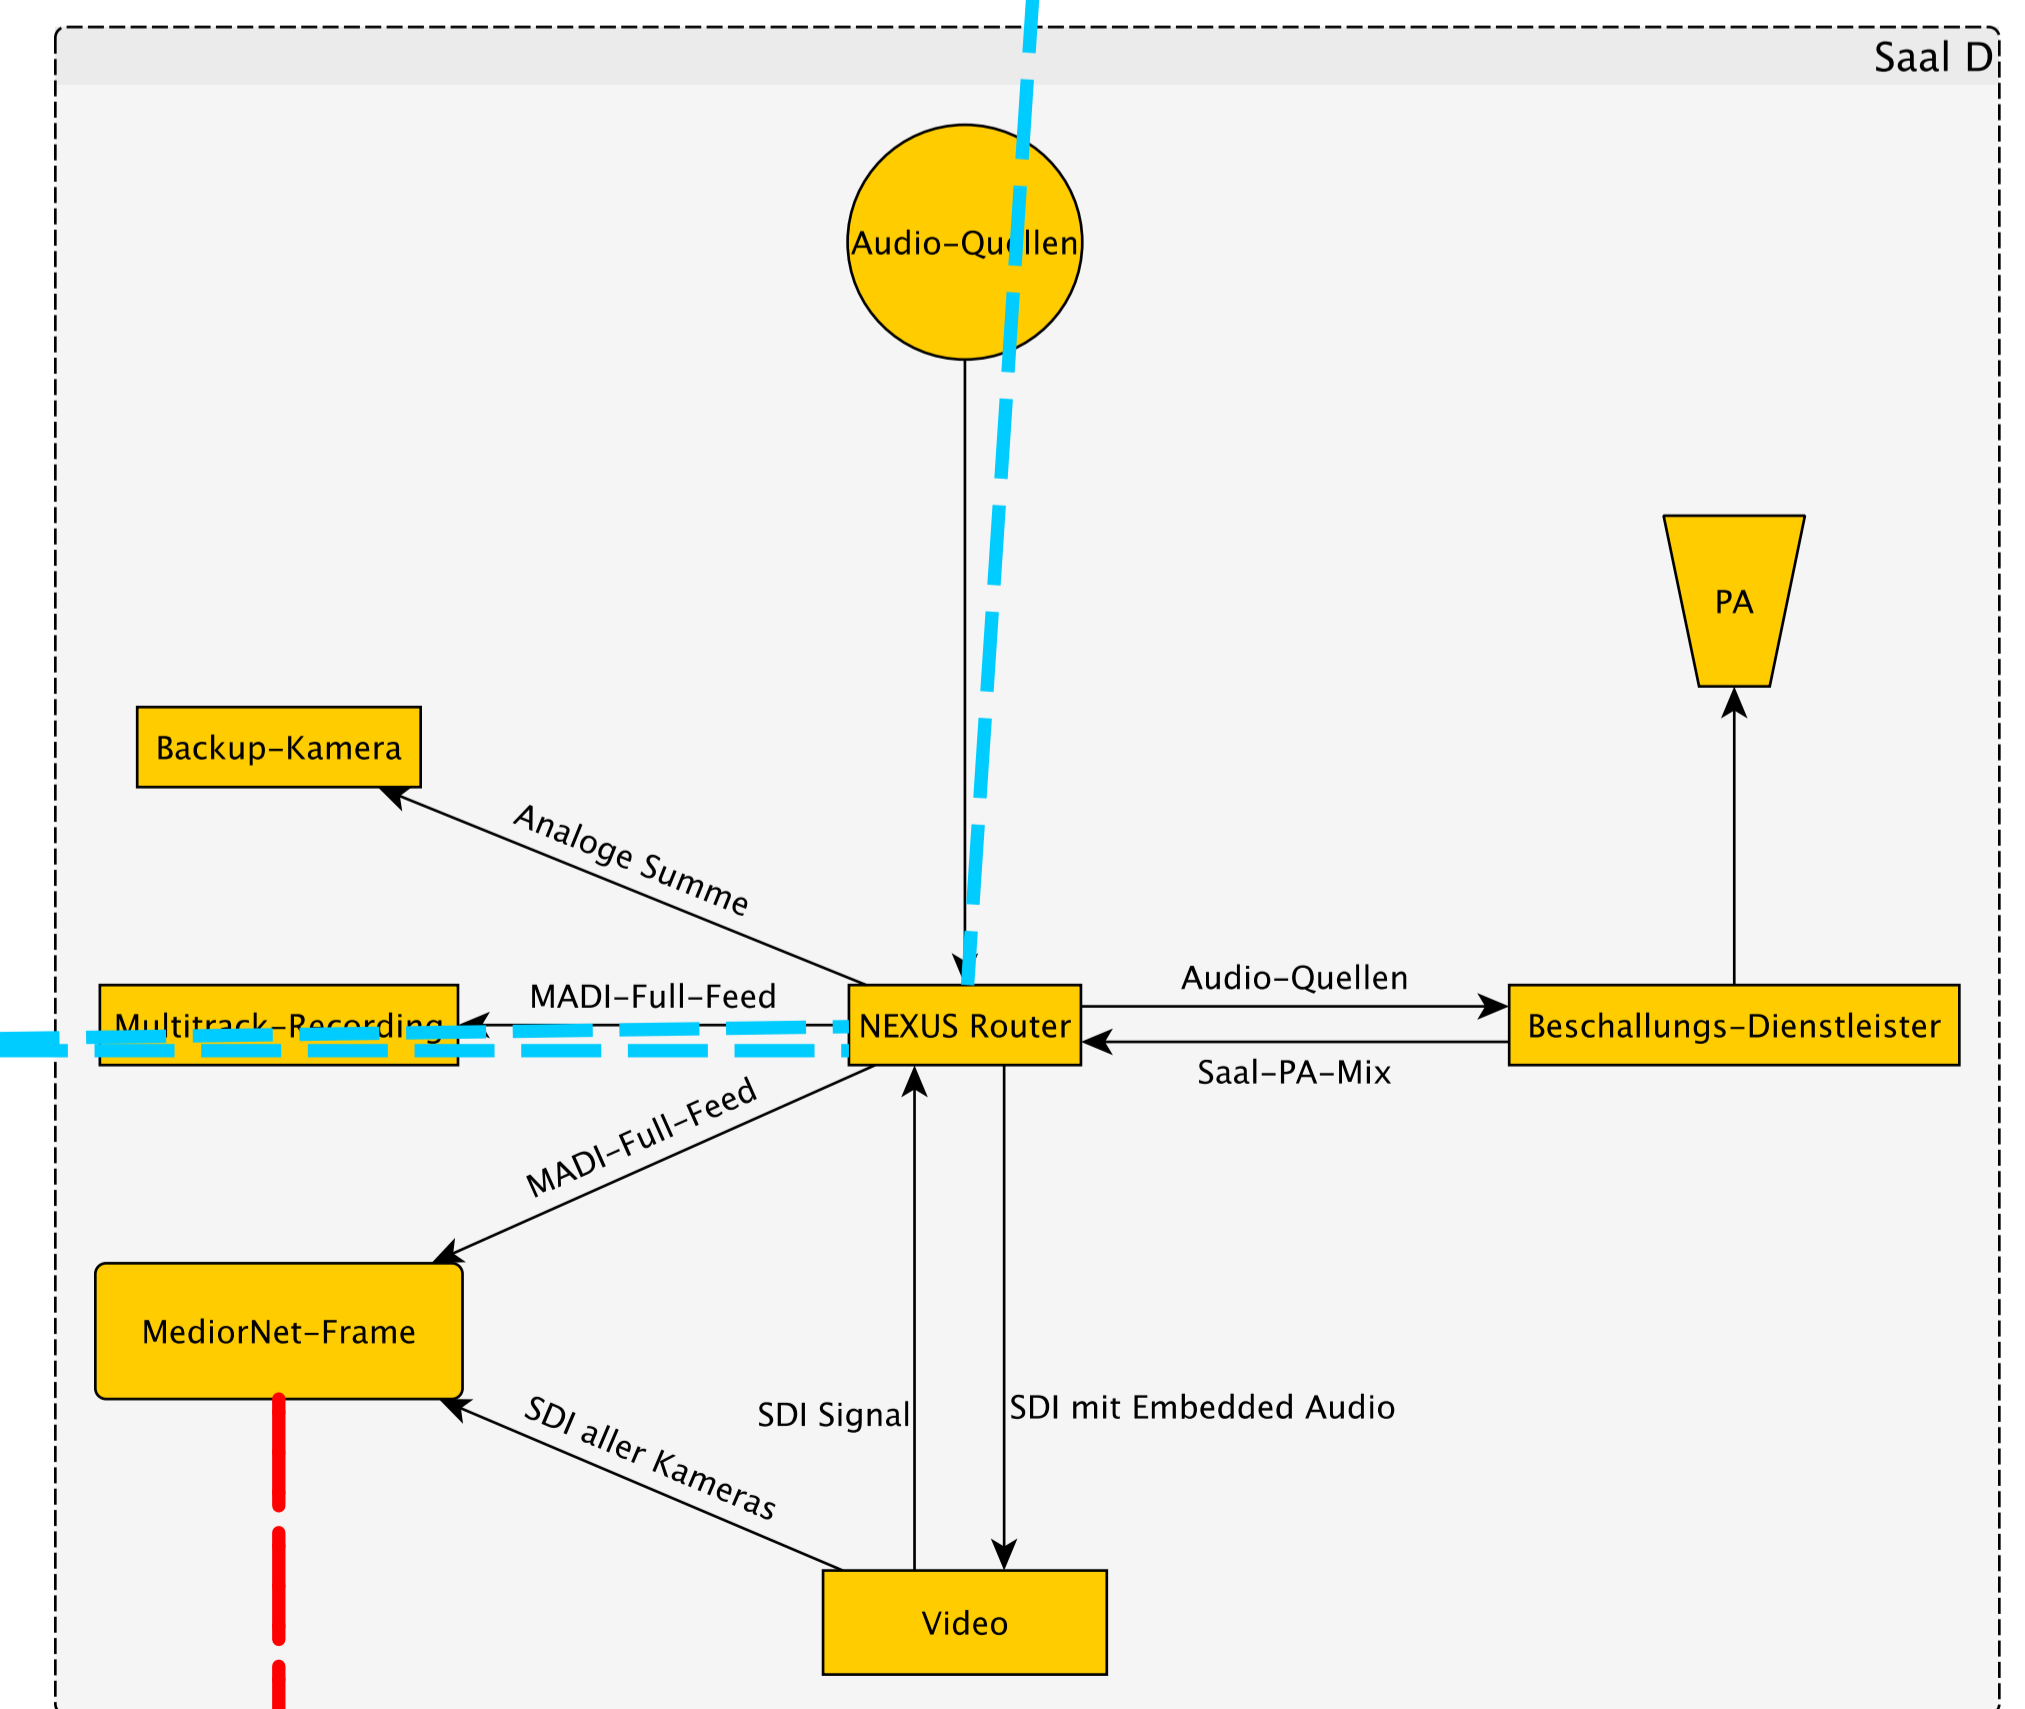 Saal D
Audio-Quellen
PA
Backup-Kamera
Analoge Summe
MADI-Full-Feed
Audio-Quellen
Multitrack-Recording
NEXUS Router
Beschallungs-Dienstleister
Saal-PA-Mix
MADI-Full-Feed
MediorNet-Frame
SDI aller Kameras
SDI Signal
SDI mit Embedded Audio
Video